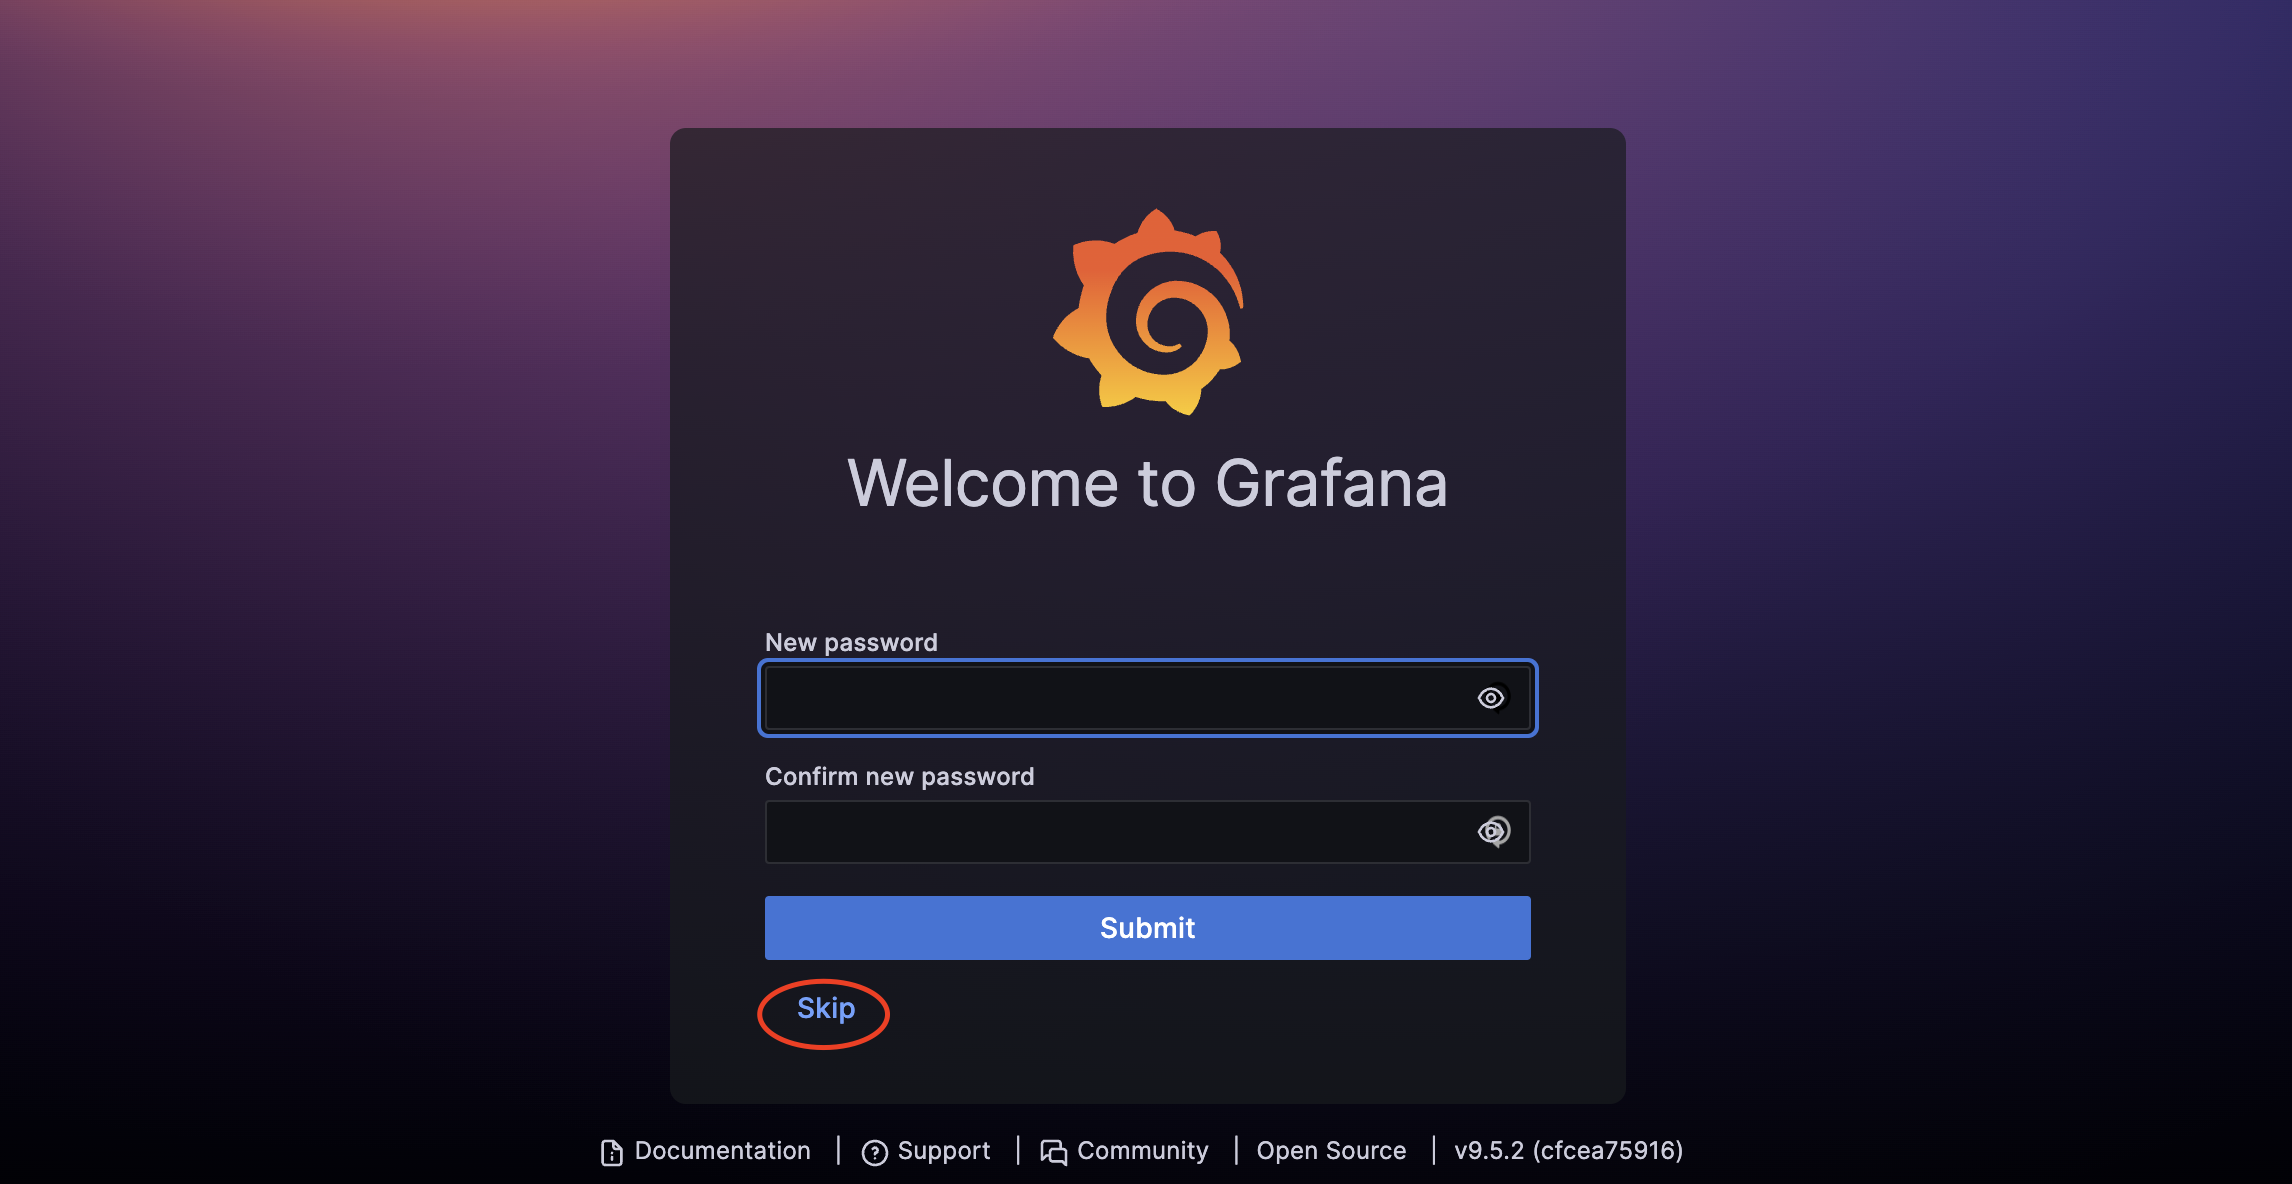 Welcome to Grafana
New password
Confirm new password
Submit
Skip
Documentation | Support | Community | Open Source | v9.5.2 (cfcea75916)